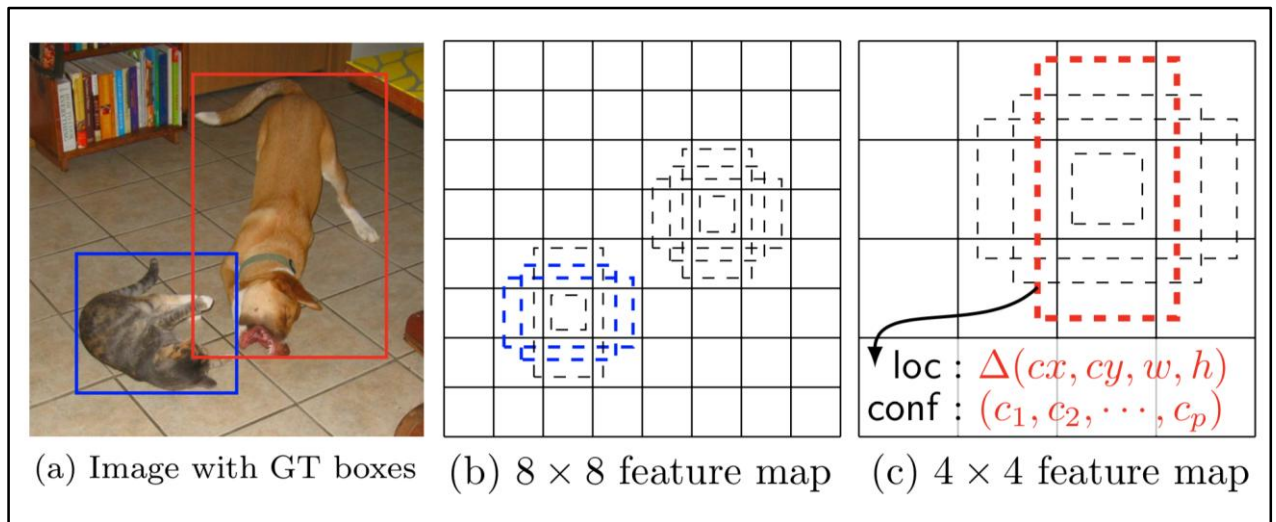 loc : Δ(cx, cy, w, h)
conf : (c₁, c₂, ⋯, cₚ)
(a) Image with GT boxes
(b) 8 × 8 feature map
(c) 4 × 4 feature map